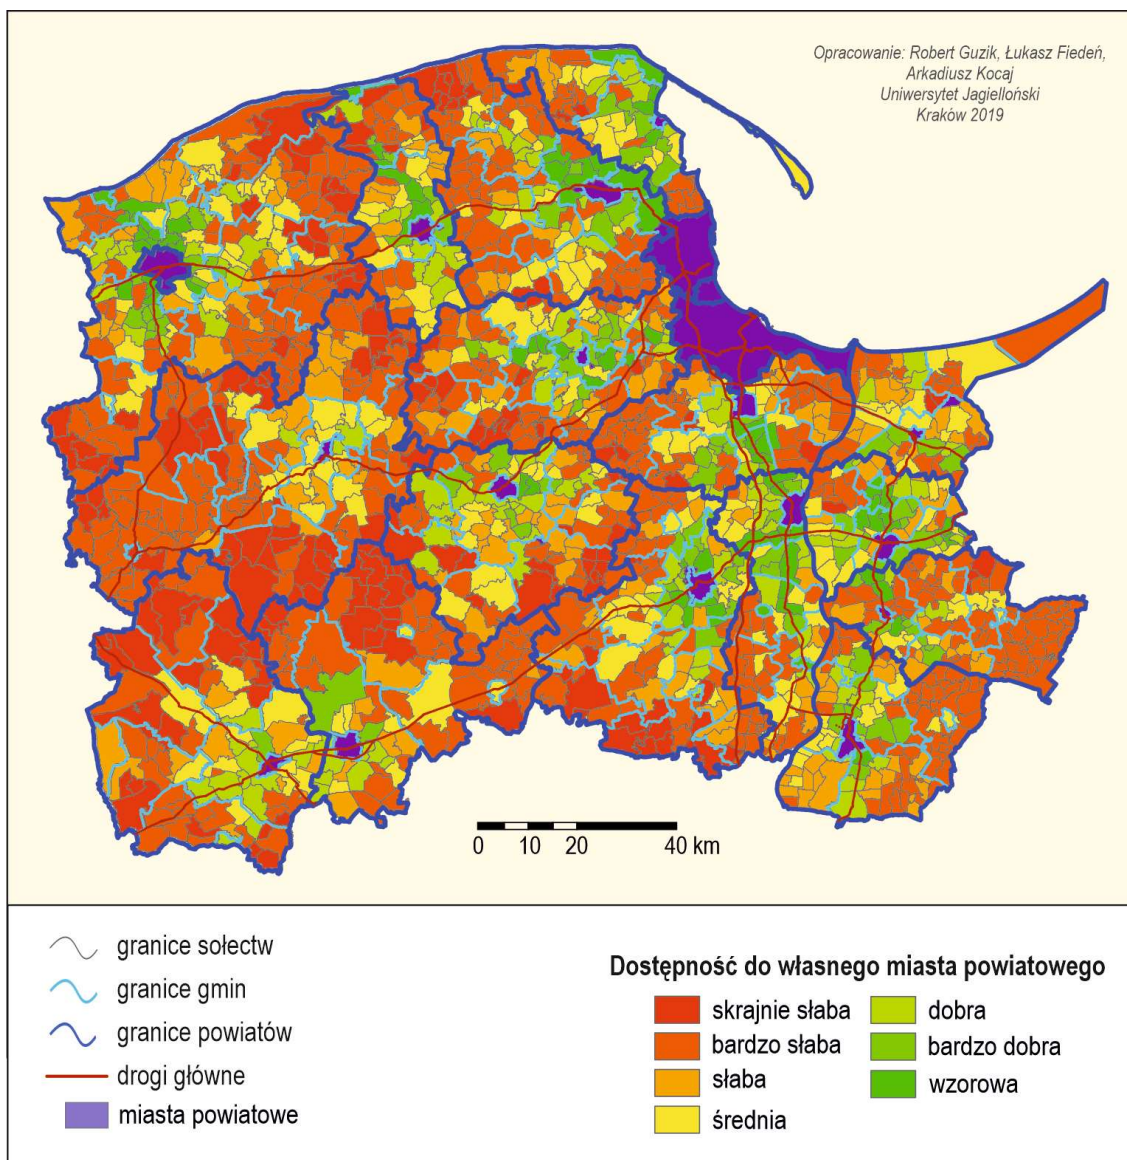 Opracowanie: Robert Guzik, Łukasz Fiedeń,
Arkadiusz Kocaj
Uniwersytet Jagielloński
Kraków 2019
0 10 20 40 km
granice sołectw
granice gmin
granice powiatów
drogi główne
miasta powiatowe
Dostępność do własnego miasta powiatowego
skrajnie słaba
bardzo słaba
słaba
średnia
dobra
bardzo dobra
wzorowa